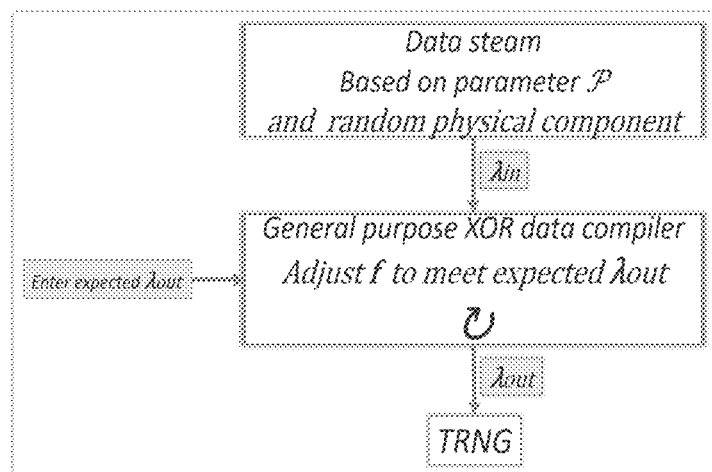 Data steam
Based on parameter 𝒫
and random physical component
λin
General purpose XOR data compiler
Adjust f to meet expected λout
Enter expected λout
↻
λout
TRNG